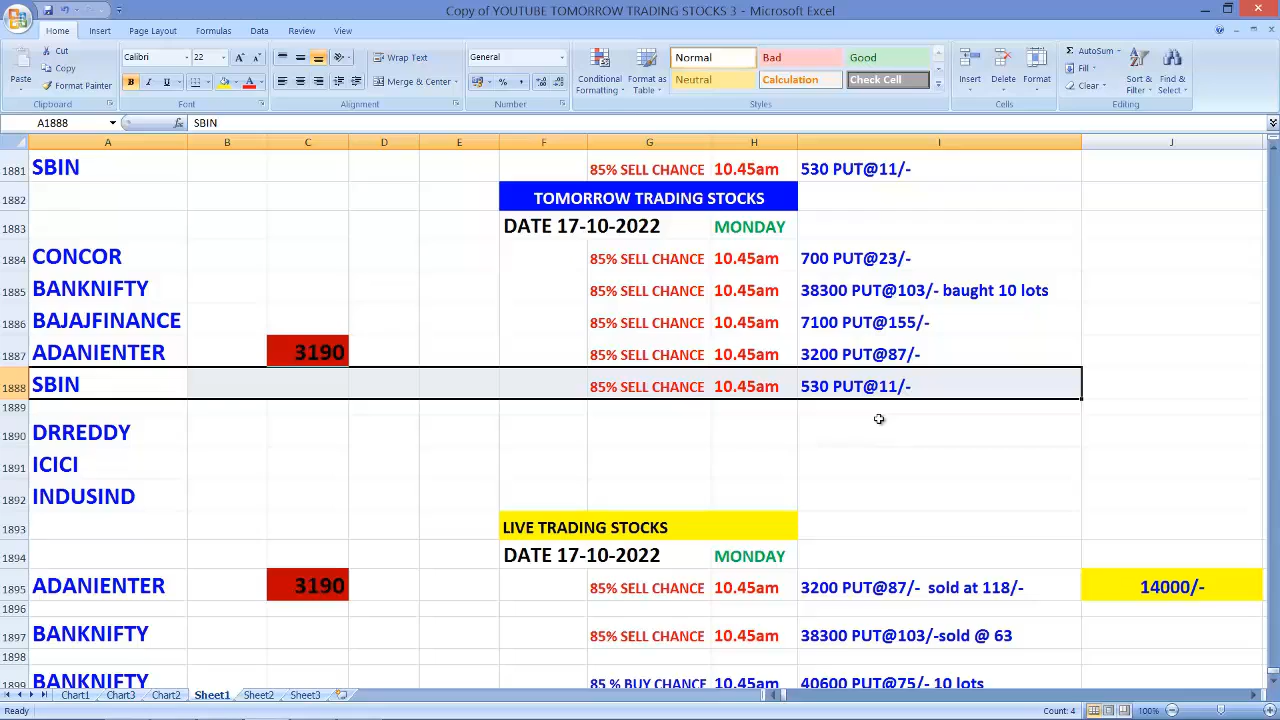 Copy of YOUTUBE TOMORROW TRADING STOCKS 3 - Microsoft Excel
Home Insert Page Layout Formulas Data Review View
Cut Calibri 22 Wrap Text General Normal Bad Good AutoSum
Paste Copy Conditional Formatting Format as Table Insert Delete Format Fill Sort & Filter Find & Select
Format Painter B I U Merge & Center % , Neutral Calculation Check Cell Clear
Clipboard Font Alignment Number Styles Cells Editing
A1888 fx SBIN
A B C D E F G H I J
1881 SBIN 85% SELL CHANCE 10.45am 530 PUT@11/-
1882 TOMORROW TRADING STOCKS
1883 DATE 17-10-2022 MONDAY
1884 CONCOR 85% SELL CHANCE 10.45am 700 PUT@23/-
1885 BANKNIFTY 85% SELL CHANCE 10.45am 38300 PUT@103/- baught 10 lots
1886 BAJAJFINANCE 85% SELL CHANCE 10.45am 7100 PUT@155/-
1887 ADANIENTER 3190 85% SELL CHANCE 10.45am 3200 PUT@87/-
1888 SBIN 85% SELL CHANCE 10.45am 530 PUT@11/-
1889
1890 DRREDDY
1891 ICICI
1892 INDUSIND
1893 LIVE TRADING STOCKS
1894 DATE 17-10-2022 MONDAY
1895 ADANIENTER 3190 85% SELL CHANCE 10.45am 3200 PUT@87/- sold at 118/- 14000/-
1896
1897 BANKNIFTY 85% SELL CHANCE 10.45am 38300 PUT@103/-sold @ 63
1898
1899 BANKNIFTY 85 % BUY CHANCE 10.45am 40600 PUT@75/- 10 lots
Chart1 Chart3 Chart2 Sheet1 Sheet2 Sheet3
Ready Count: 4 100%